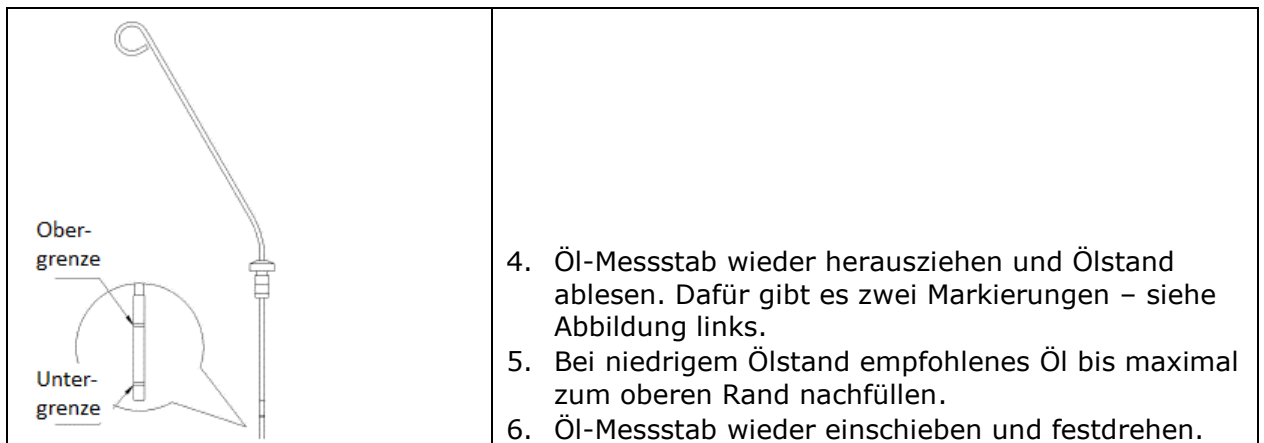 Ober-
grenze
Unter-
grenze
4. Öl-Messstab wieder herausziehen und Ölstand
ablesen. Dafür gibt es zwei Markierungen – siehe
Abbildung links.
5. Bei niedrigem Ölstand empfohlenes Öl bis maximal
zum oberen Rand nachfüllen.
6. Öl-Messstab wieder einschieben und festdrehen.